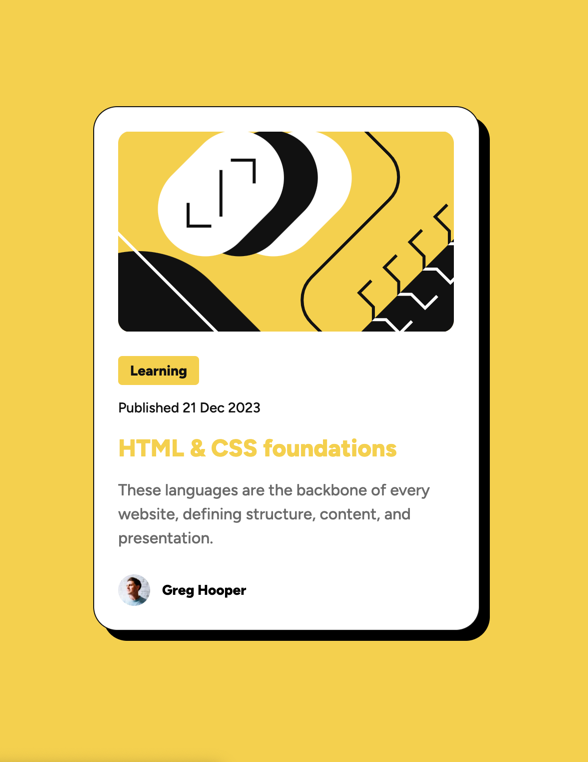 Learning
Published 21 Dec 2023
HTML & CSS foundations
These languages are the backbone of every
website, defining structure, content, and
presentation.
Greg Hooper